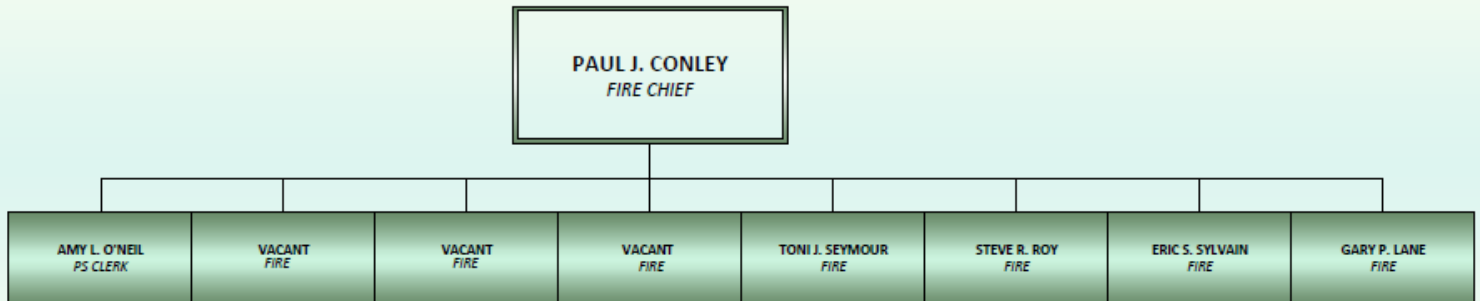 PAUL J. CONLEY
FIRE CHIEF
AMY L. O'NEIL
PS CLERK
VACANT
FIRE
VACANT
FIRE
VACANT
FIRE
TONI J. SEYMOUR
FIRE
STEVE R. ROY
FIRE
ERIC S. SYLVAIN
FIRE
GARY P. LANE
FIRE